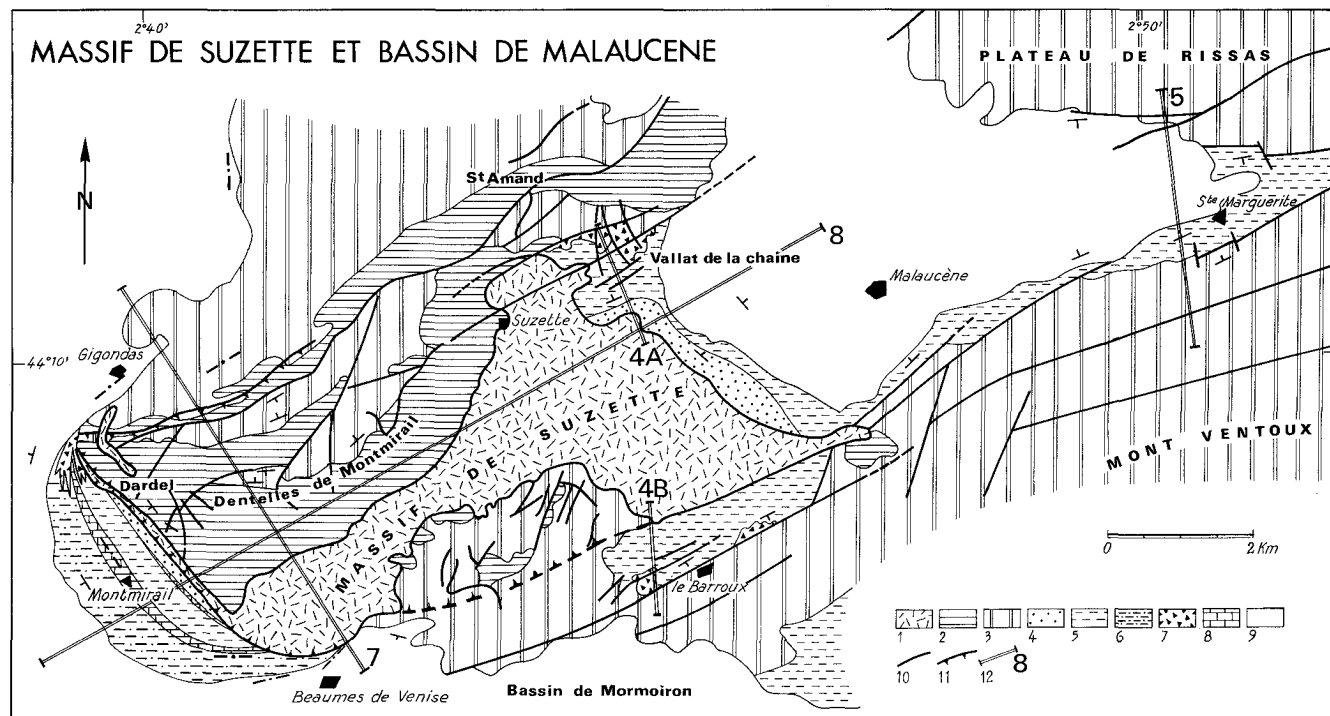 2°40'
2°50'
MASSIF DE SUZETTE ET BASSIN DE MALAUCENE
PLATEAU DE RISSAS
5
N
St Amand
Ste Marguerite
8
Vallat de la chaîne
Malaucène
Suzette
44°10'
Gigondas
4A
MASSIF DE SUZETTE
MONT VENTOUX
Dardel
Dentelles de Montmirail
4B
0 2 Km
Montmirail
le Barroux
1 2 3 4 5 6 7 8 9
8
10 11 12
7
Beaumes de Venise
Bassin de Mormoiron